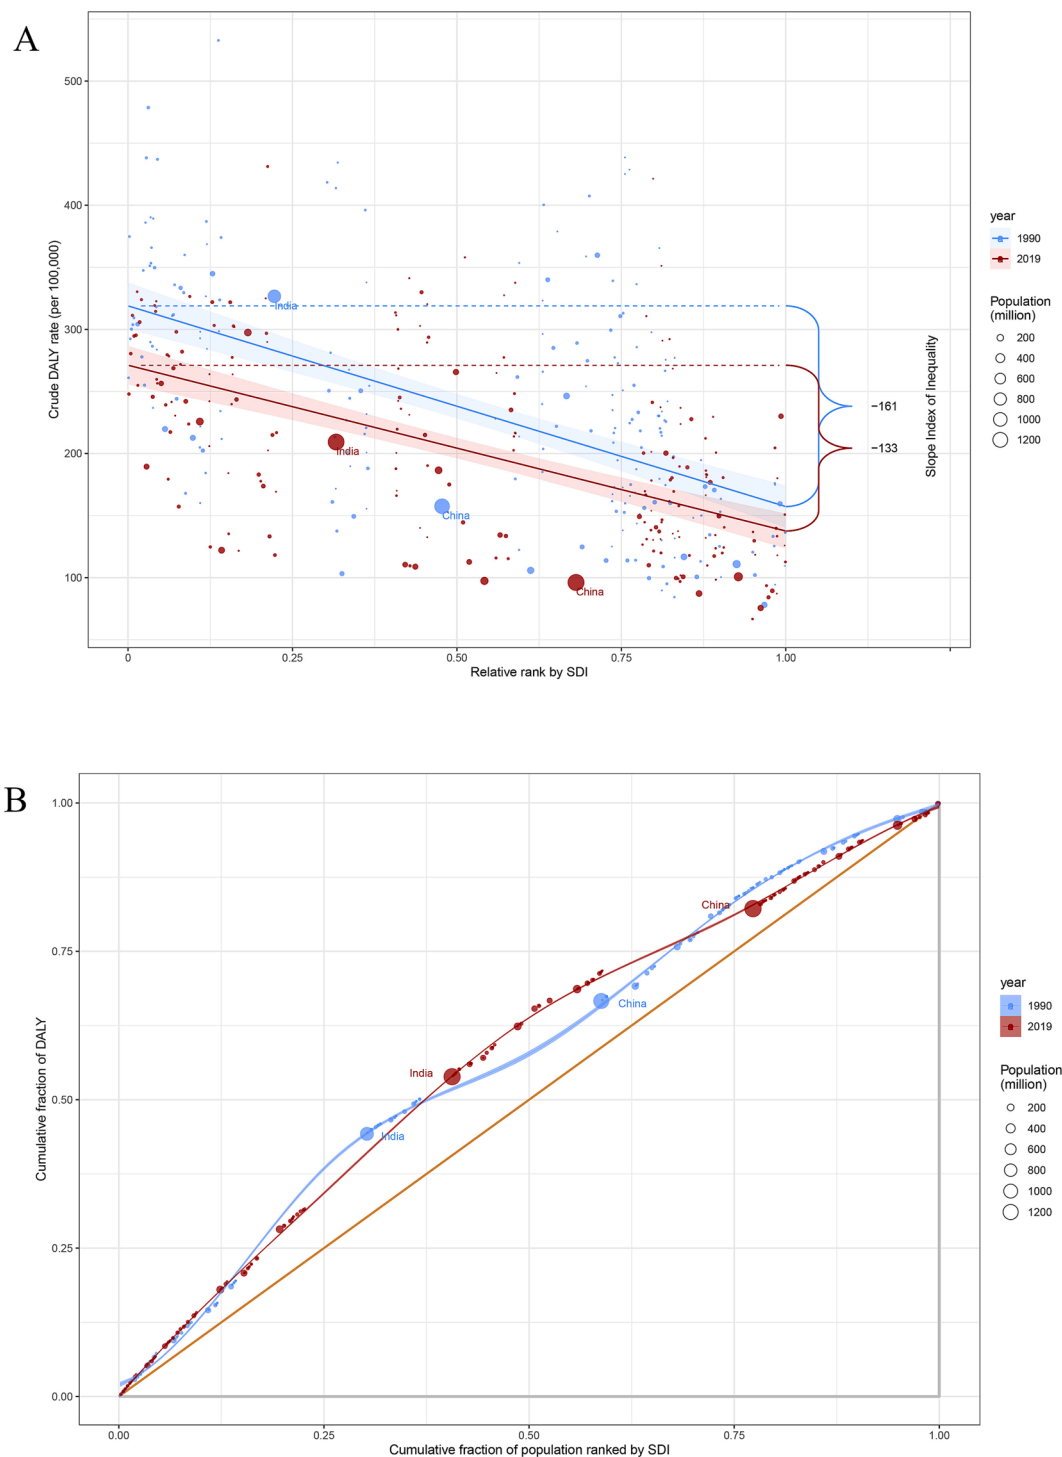 A
500
400
300
200
100
Crude DALY rate (per 100,000)
India
India
China
China
0
0.25
0.50
0.75
1.00
Relative rank by SDI
−161
−133
Slope Index of Inequality
year
1990
2019
Population
(million)
200
400
600
800
1000
1200
B
1.00
0.75
0.50
0.25
0.00
Cumulative fraction of DALY
China
China
India
India
0.00
0.25
0.50
0.75
1.00
Cumulative fraction of population ranked by SDI
year
1990
2019
Population
(million)
200
400
600
800
1000
1200